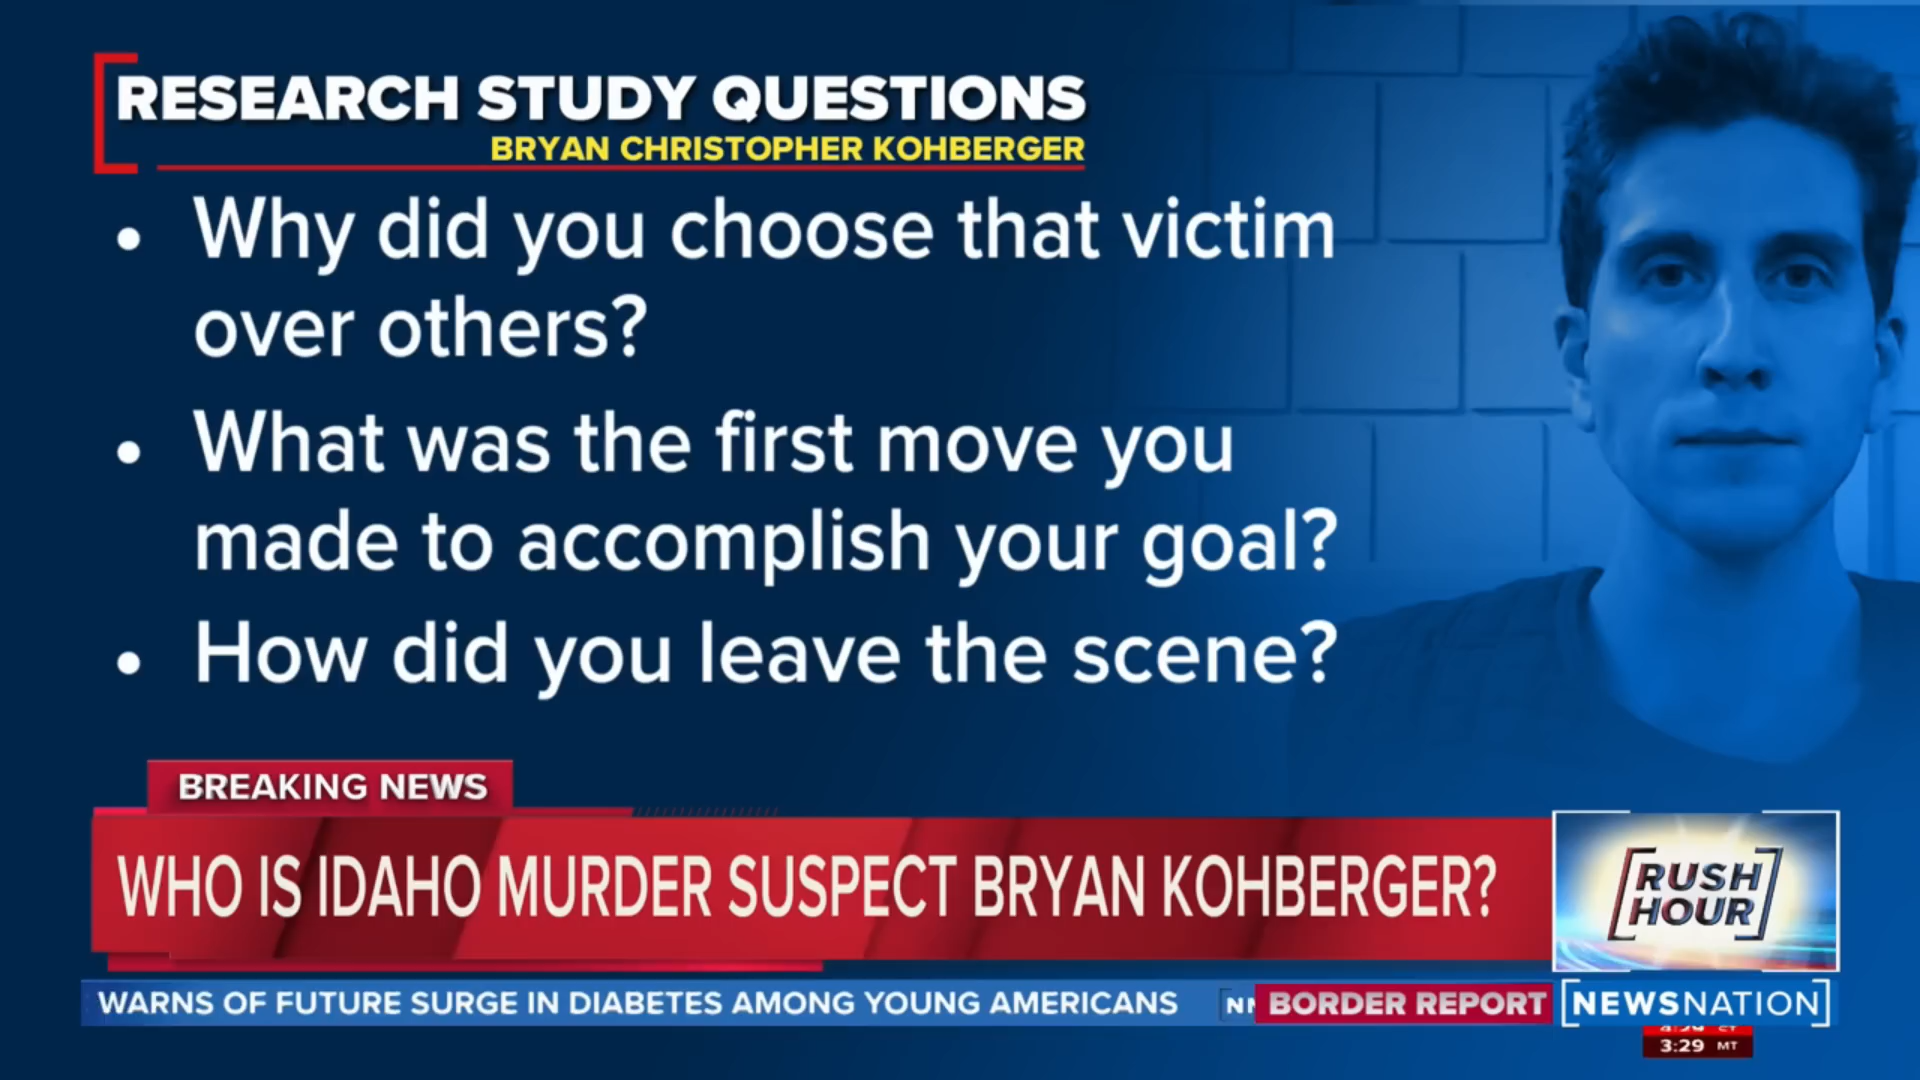 RESEARCH STUDY QUESTIONS
BRYAN CHRISTOPHER KOHBERGER
• Why did you choose that victim
over others?
• What was the first move you
made to accomplish your goal?
• How did you leave the scene?
BREAKING NEWS
WHO IS IDAHO MURDER SUSPECT BRYAN KOHBERGER?
RUSH
HOUR
WARNS OF FUTURE SURGE IN DIABETES AMONG YOUNG AMERICANS
BORDER REPORT
NEWSNATION
3:29 MT